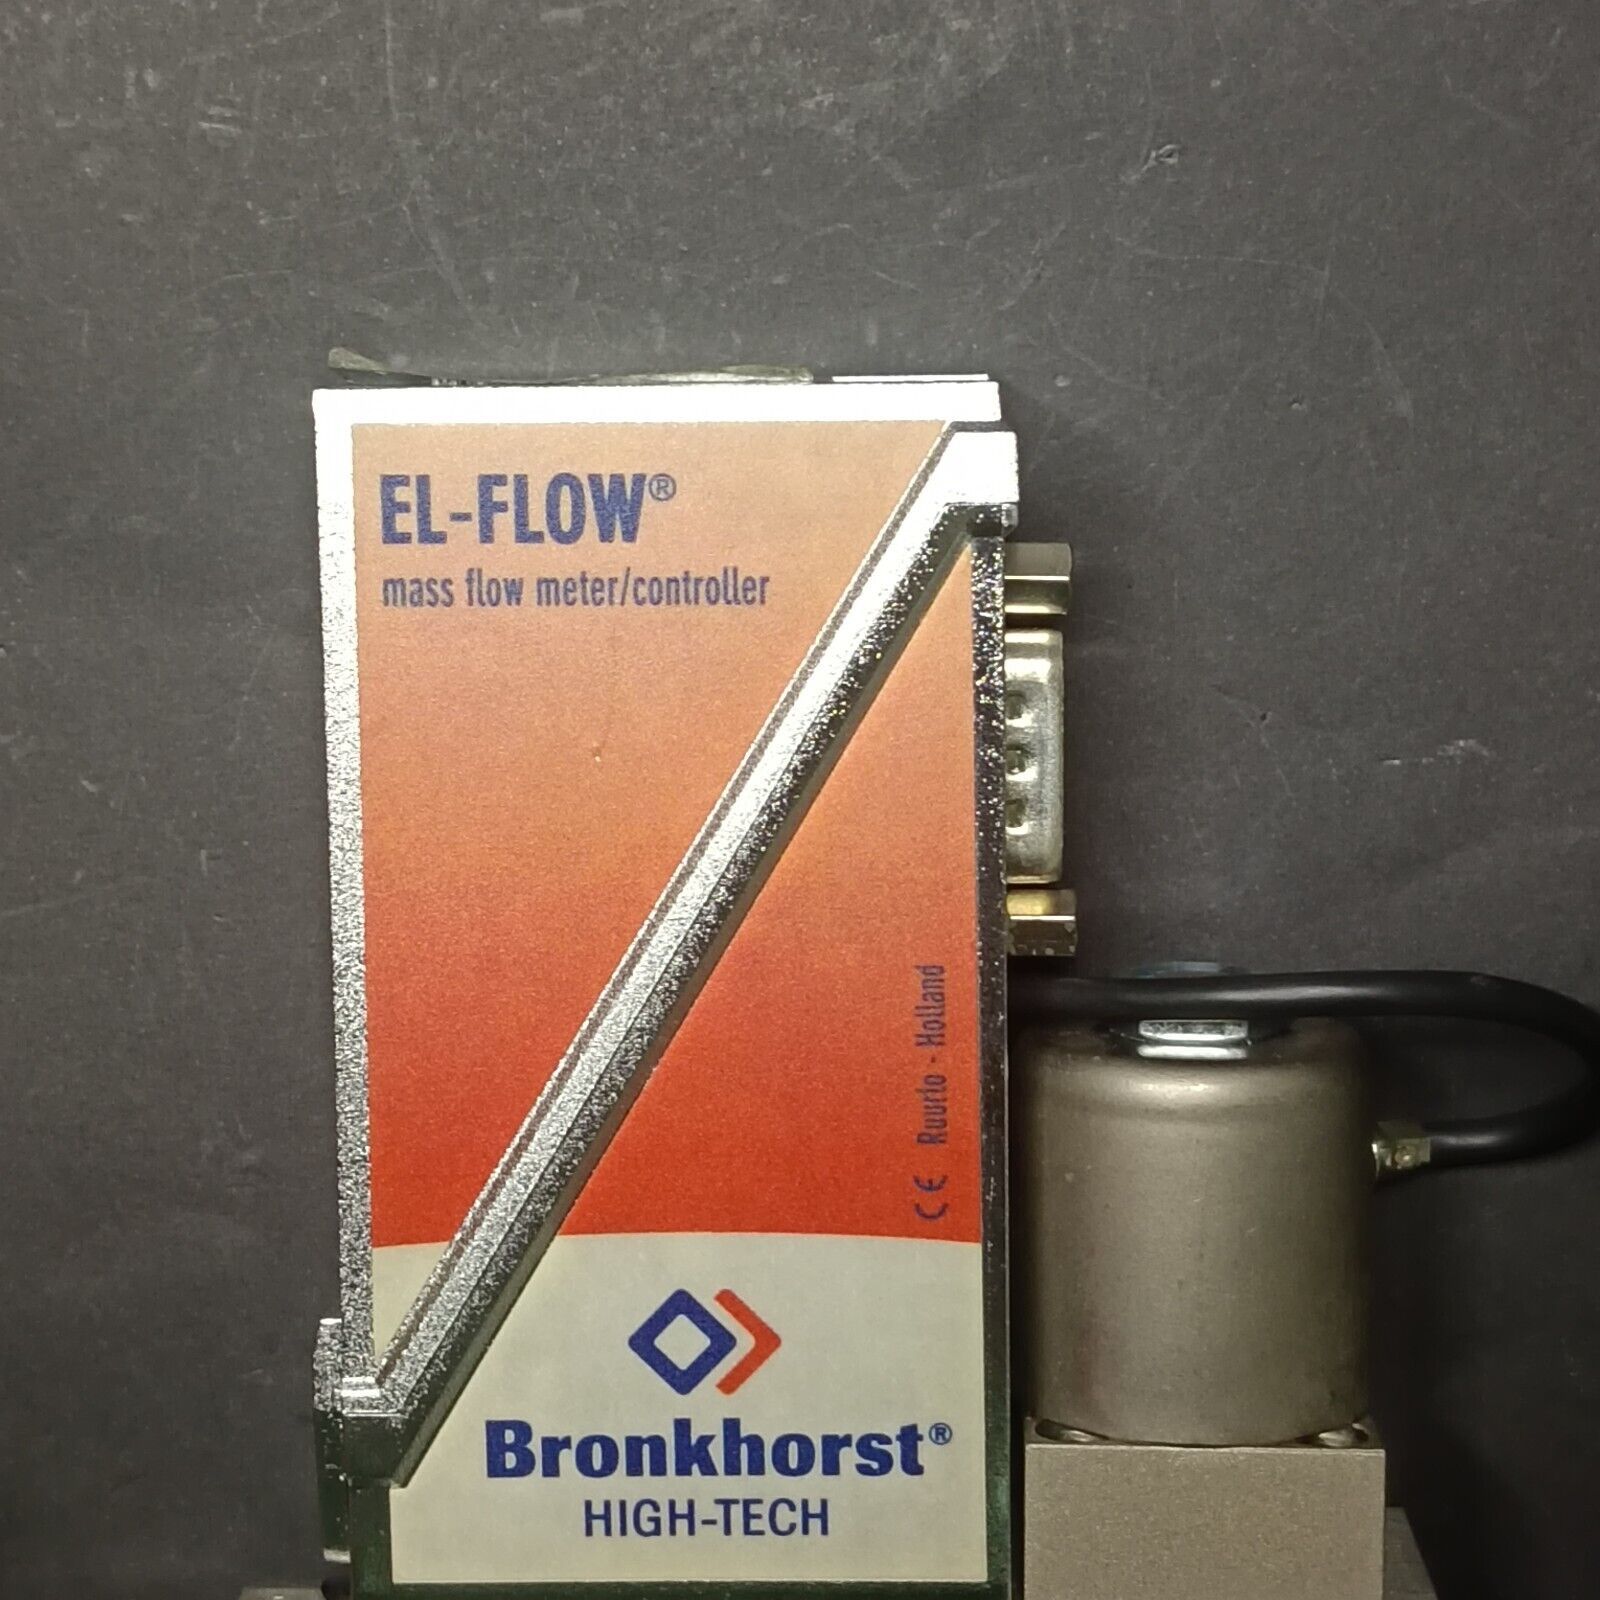 EL-FLOW®
mass flow meter/controller
CE Ruurlo - Holland
Bronkhorst®
HIGH-TECH